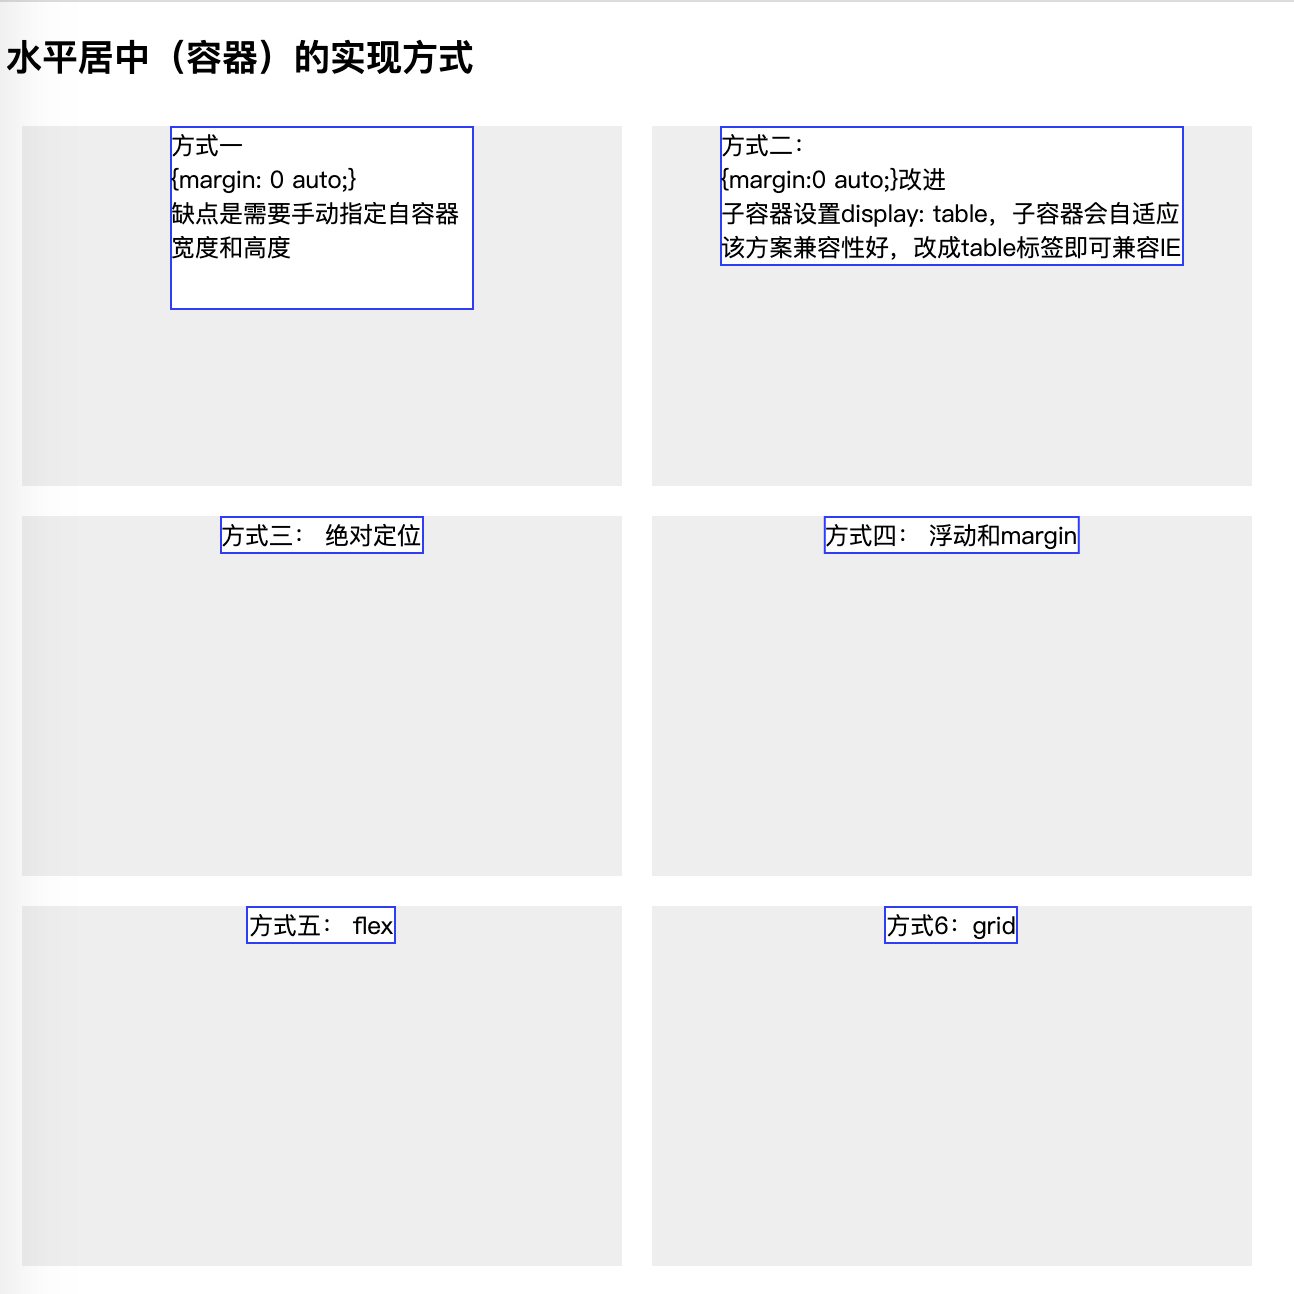 水平居中（容器）的实现方式
方式一
{margin: 0 auto;}
缺点是需要手动指定自容器
宽度和高度
方式二：
{margin:0 auto;}改进
子容器设置display: table，子容器会自适应
该方案兼容性好，改成table标签即可兼容IE
方式三： 绝对定位
方式四： 浮动和margin
方式五： flex
方式6：grid